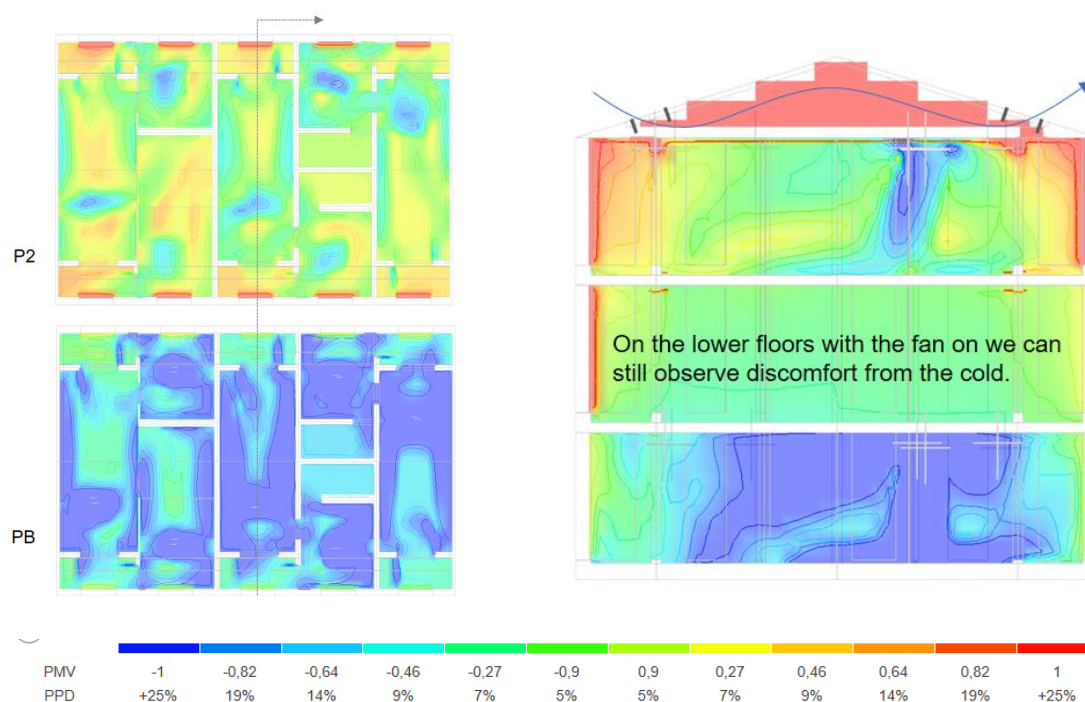 P2
On the lower floors with the fan on we can
still observe discomfort from the cold.
PB
PMV -1 -0,82 -0,64 -0,46 -0,27 -0,9 0,9 0,27 0,46 0,64 0,82 1
PPD +25% 19% 14% 9% 7% 5% 5% 7% 9% 14% 19% +25%